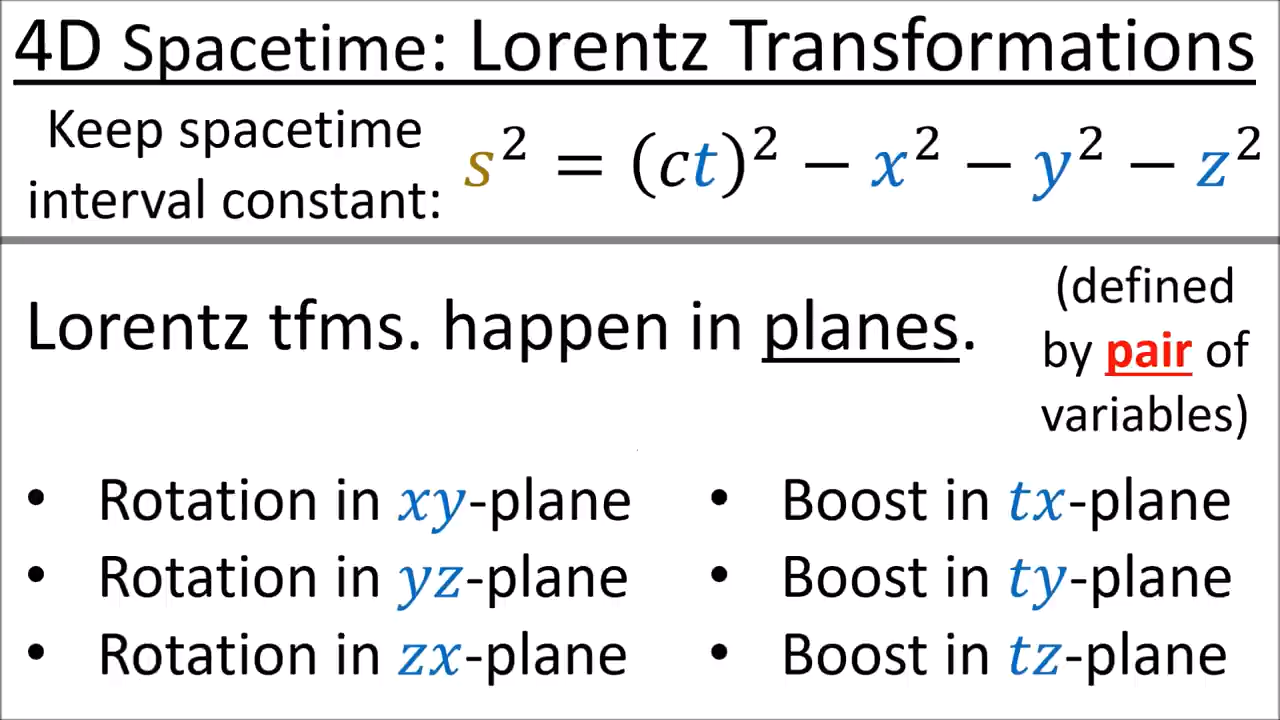 4D Spacetime: Lorentz Transformations
Keep spacetime
interval constant:
s² = (ct)² − x² − y² − z²
Lorentz tfms. happen in planes.
(defined
by pair of
variables)
• Rotation in xy-plane
• Rotation in yz-plane
• Rotation in zx-plane
• Boost in tx-plane
• Boost in ty-plane
• Boost in tz-plane